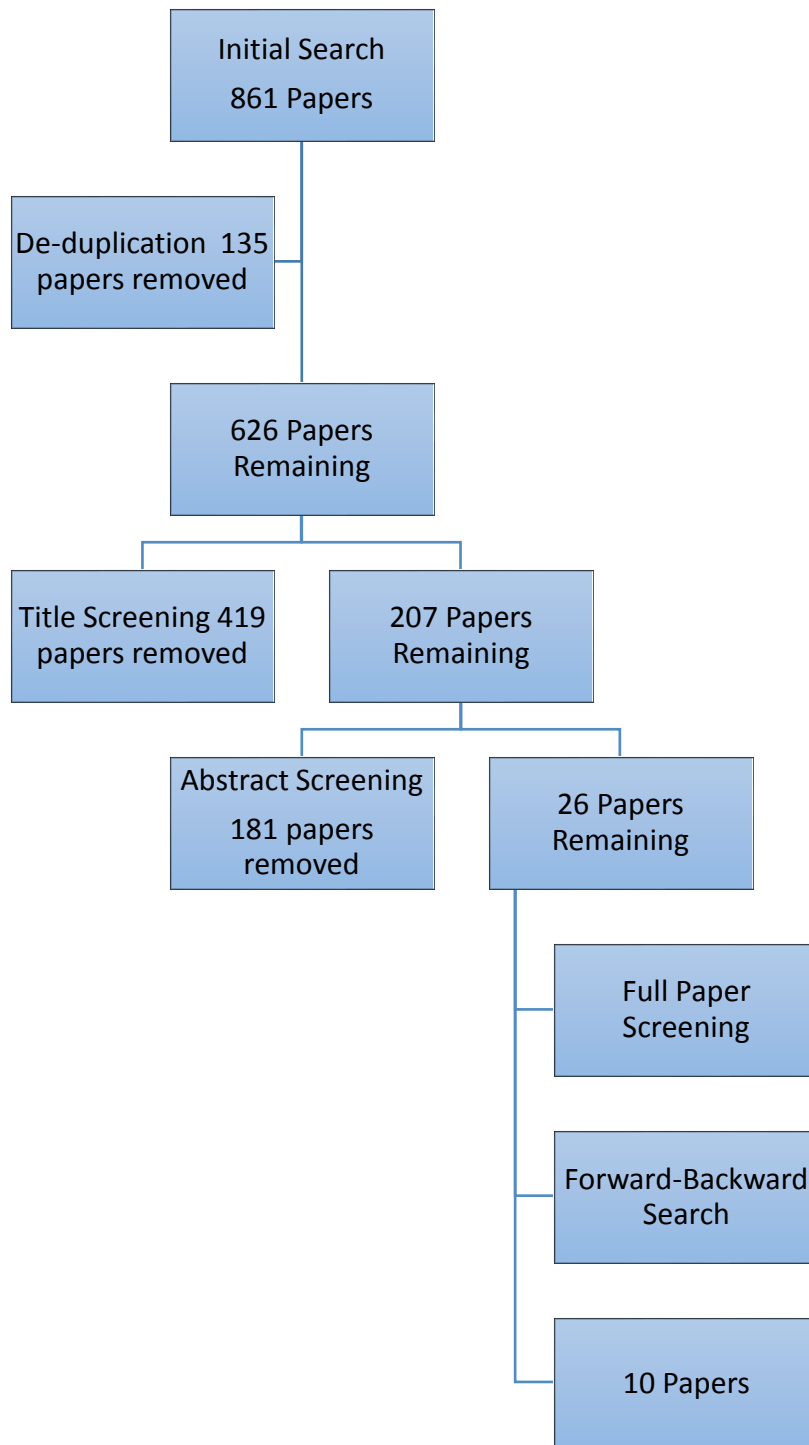 Initial Search
861 Papers
De-duplication 135
papers removed
626 Papers
Remaining
Title Screening 419
papers removed
207 Papers
Remaining
Abstract Screening
181 papers
removed
26 Papers
Remaining
Full Paper
Screening
Forward-Backward
Search
10 Papers